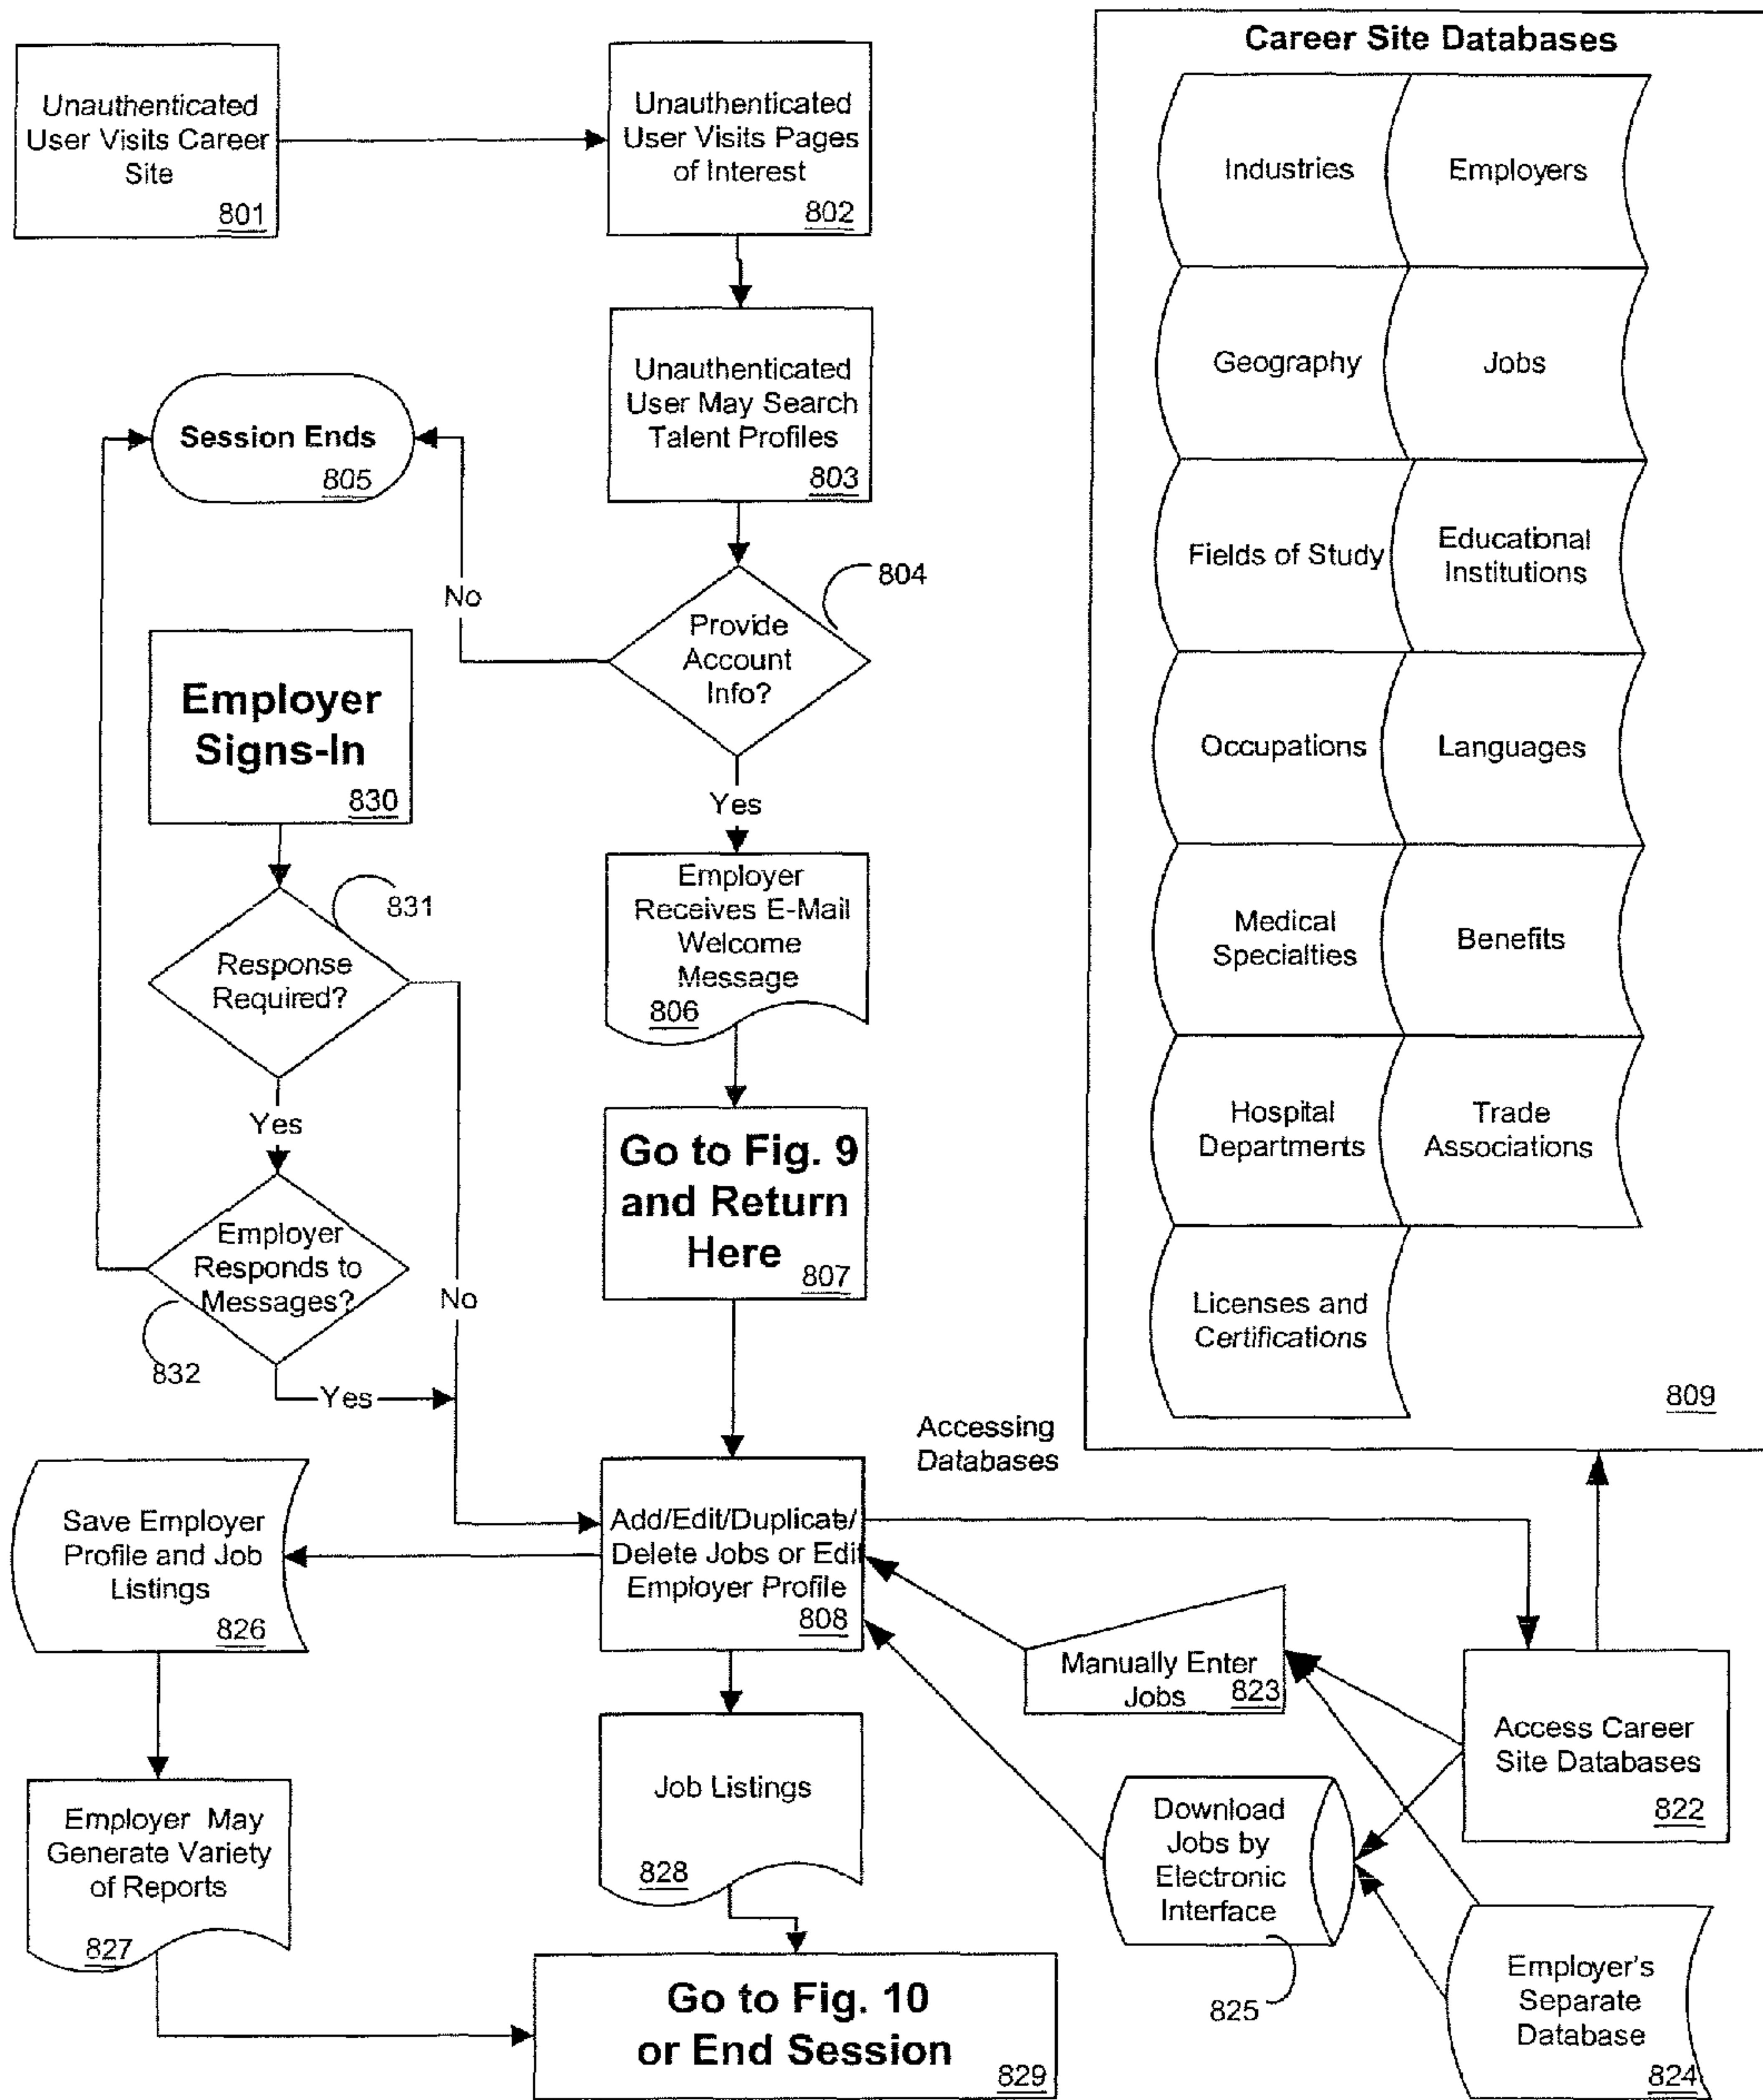 Unauthenticated
User Visits Career
Site
801
Unauthenticated
User Visits Pages
of Interest
802
Unauthenticated
User May Search
Talent Profiles
803
Session Ends
805
No
804
Provide
Account
Info?
Yes
Employer
Signs-In
830
831
Response
Required?
Yes
No
Employer
Responds to
Messages?
832
Yes
Employer
Receives E-Mail
Welcome
Message
806
Go to Fig. 9
and Return
Here
807
Career Site Databases
Industries
Employers
Geography
Jobs
Fields of Study
Educational
Institutions
Occupations
Languages
Medical
Specialties
Benefits
Hospital
Departments
Trade
Associations
Licenses and
Certifications
809
Accessing
Databases
Save Employer
Profile and Job
Listings
826
Add/Edit/Duplicate/
Delete Jobs or Edit
Employer Profile
808
Manually Enter
Jobs
823
Access Career
Site Databases
822
Employer May
Generate Variety
of Reports
827
Job Listings
828
Download
Jobs by
Electronic
Interface
825
Employer's
Separate
Database
824
Go to Fig. 10
or End Session
829